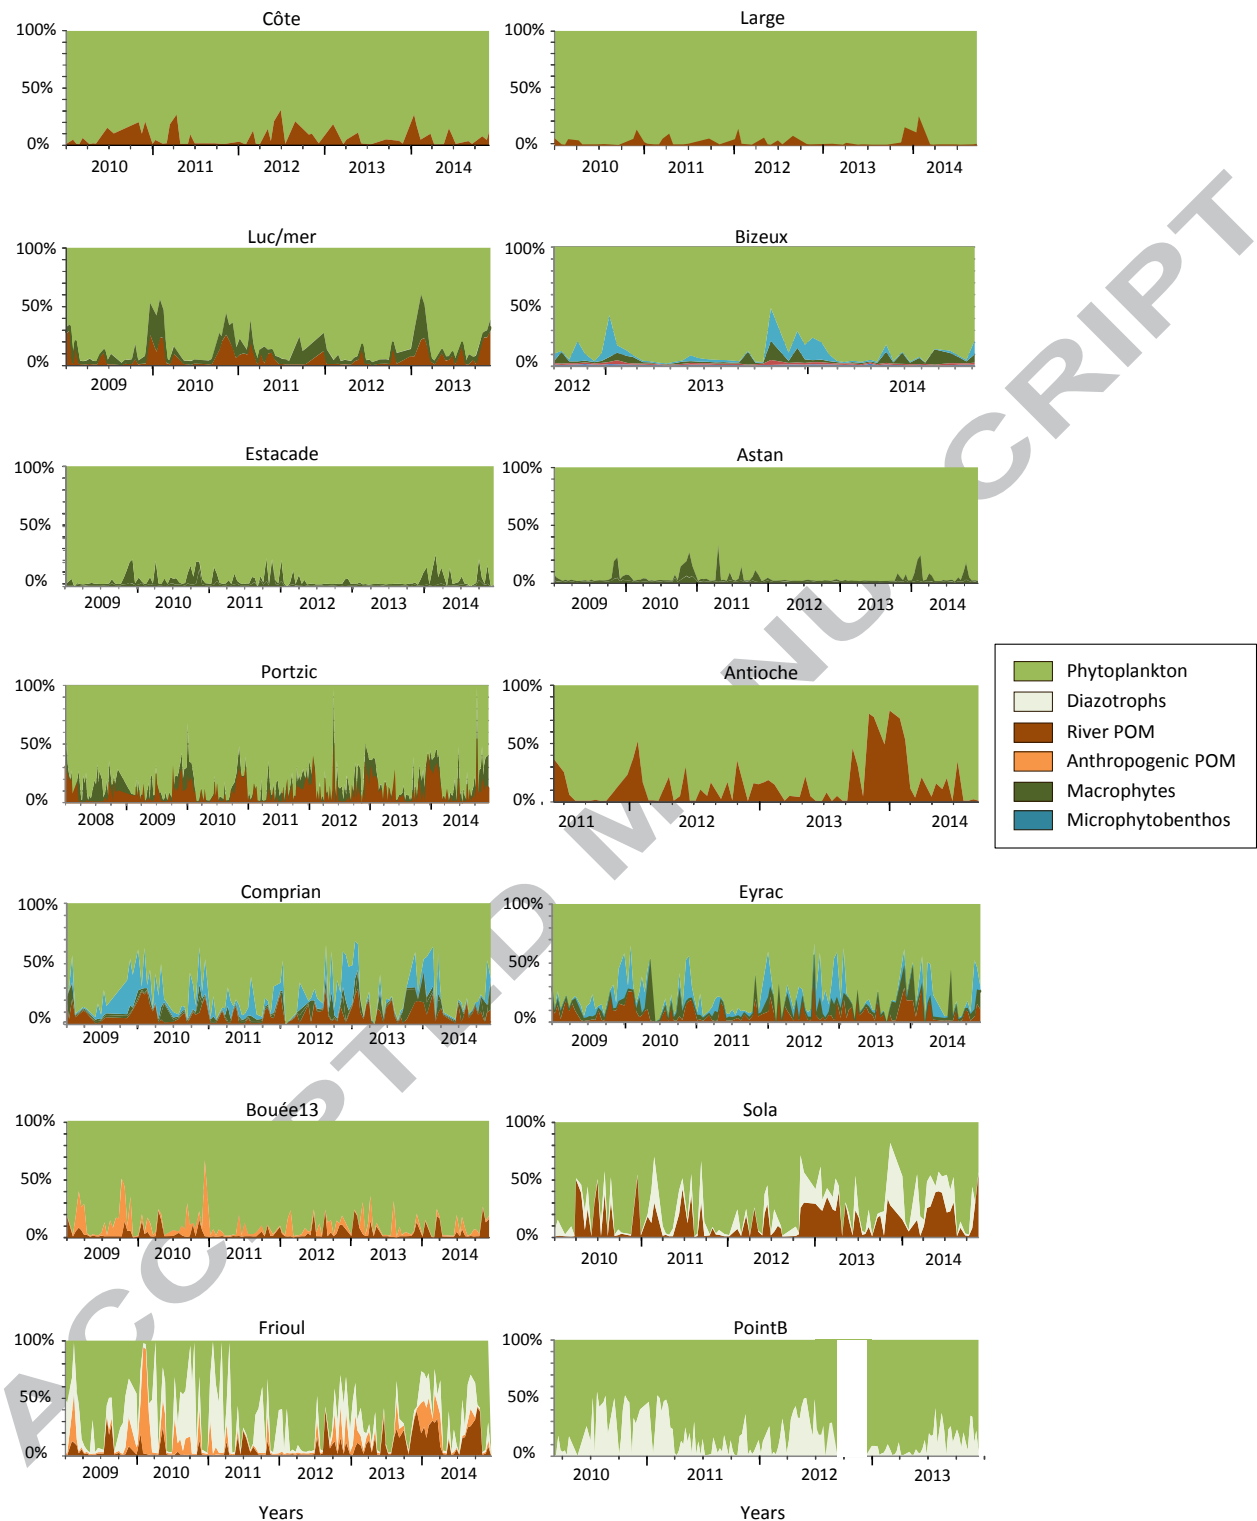 Côte
Large
100%
50%
0%
2010 2011 2012 2013 2014
100%
50%
0%
2010 2011 2012 2013 2014
Luc/mer
Bizeux
100%
50%
0%
2009 2010 2011 2012 2013
100%
50%
0%
2012 2013 2014
Estacade
Astan
100%
50%
0%
2009 2010 2011 2012 2013 2014
100%
50%
0%
2009 2010 2011 2012 2013 2014
Portzic
Antioche
100%
50%
0%
2008 2009 2010 2011 2012 2013 2014
100%
50%
0%
2011 2012 2013 2014
Phytoplankton
Diazotrophs
River POM
Anthropogenic POM
Macrophytes
Microphytobenthos
Comprian
Eyrac
100%
50%
0%
2009 2010 2011 2012 2013 2014
100%
50%
0%
2009 2010 2011 2012 2013 2014
Bouée13
Sola
100%
50%
0%
2009 2010 2011 2012 2013 2014
100%
50%
0%
2010 2011 2012 2013 2014
Frioul
PointB
100%
50%
0%
2009 2010 2011 2012 2013 2014
100%
50%
0%
2010 2011 2012 2013
Years
Years
ACCEPTED MANUSCRIPT